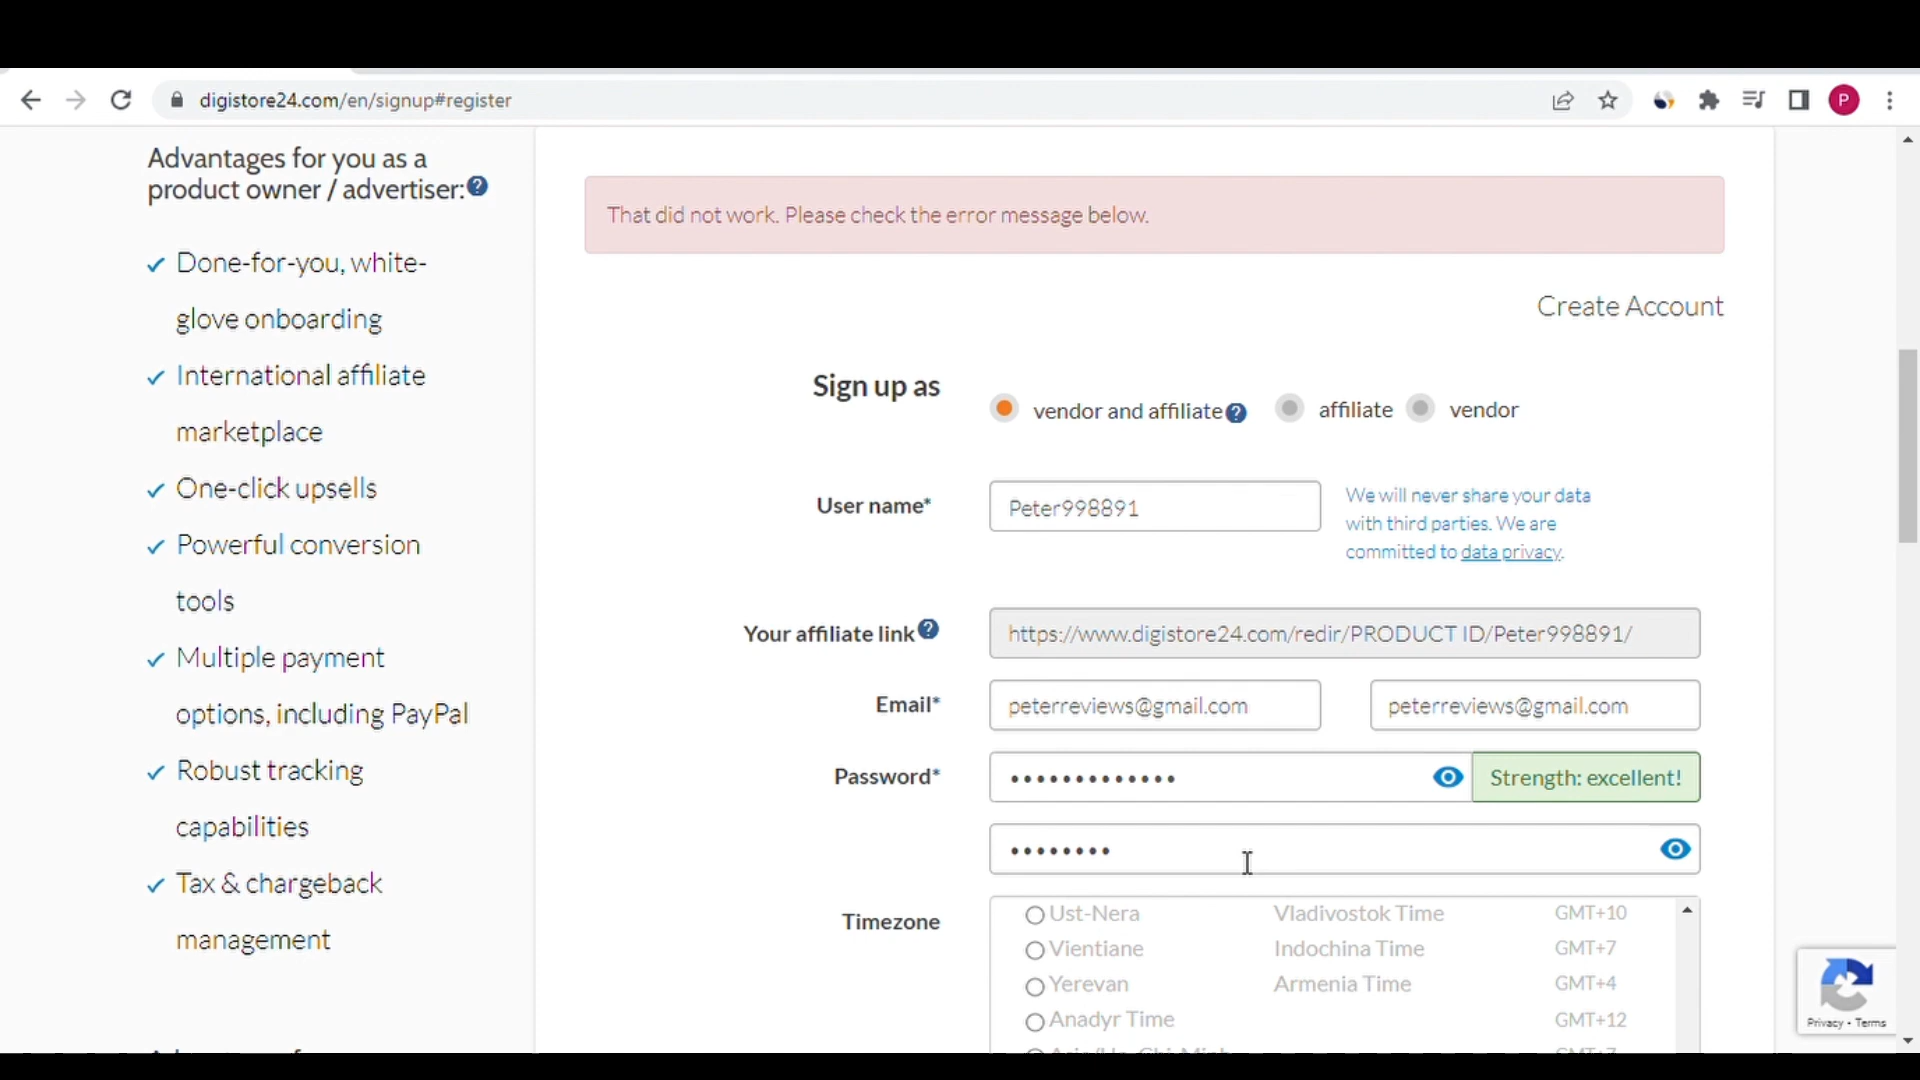 digistore24.com/en/signup#register
P
Advantages for you as a
product owner / advertiser:
Done-for-you, white-
glove onboarding
International affiliate
marketplace
One-click upsells
Powerful conversion
tools
Multiple payment
options, including PayPal
Robust tracking
capabilities
Tax & chargeback
management
That did not work. Please check the error message below.
Create Account
Sign up as
vendor and affiliate
affiliate
vendor
User name*
Peter998891
We will never share your data
with third parties. We are
committed to data privacy.
Your affiliate link
https://www.digistore24.com/redir/PRODUCT ID/Peter998891/
Email*
peterreviews@gmail.com
peterreviews@gmail.com
Password*
Strength: excellent!
Timezone
Ust-Nera Vladivostok Time GMT+10
Vientiane Indochina Time GMT+7
Yerevan Armenia Time GMT+4
Anadyr Time GMT+12
Privacy - Terms